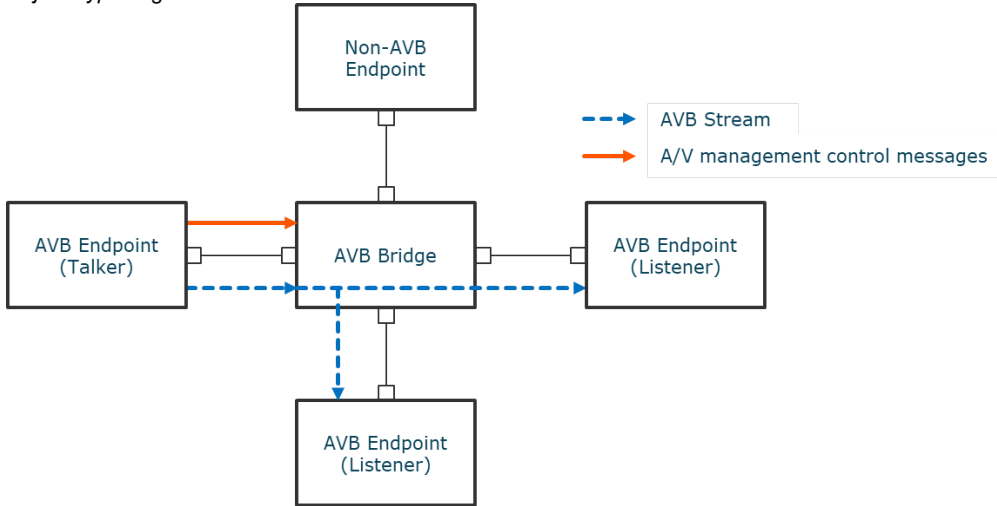 Non-AVB
Endpoint
AVB Stream
A/V management control messages
AVB Endpoint
(Talker)
AVB Bridge
AVB Endpoint
(Listener)
AVB Endpoint
(Listener)